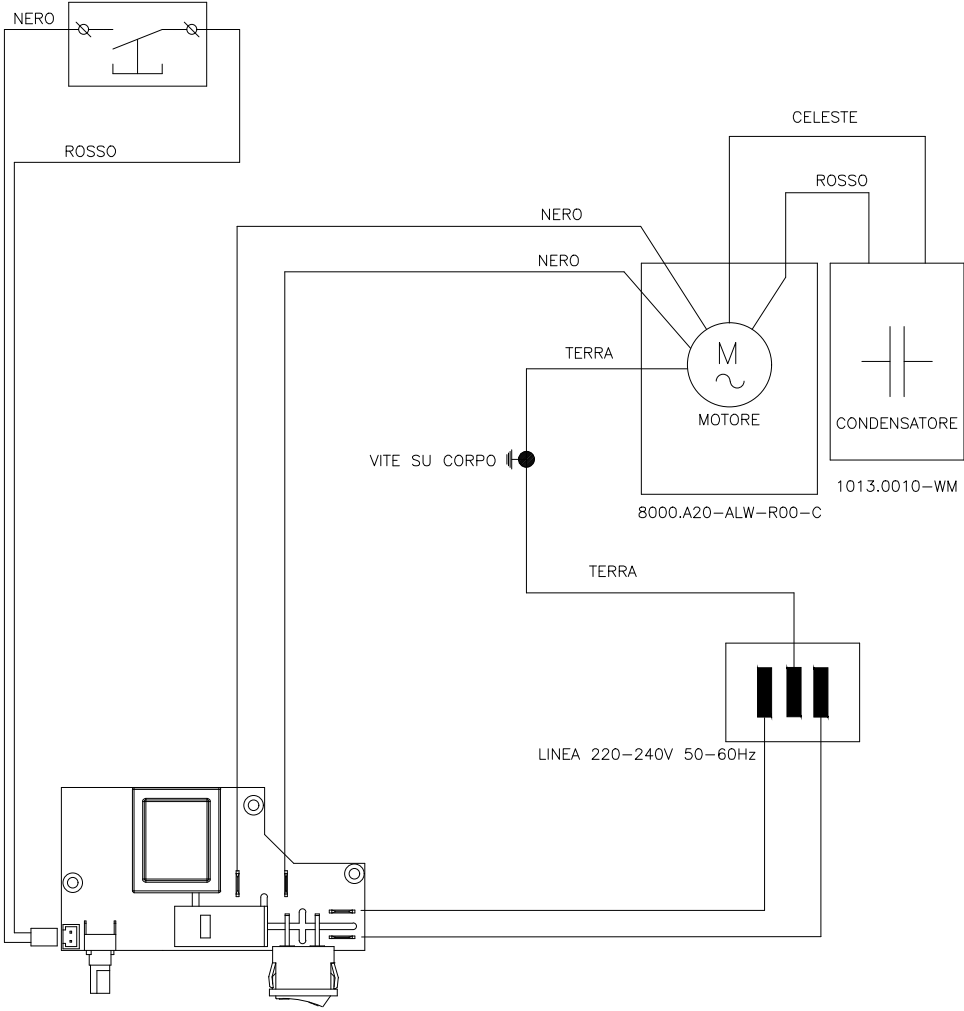 NERO
CELESTE
ROSSO
ROSSO
NERO
NERO
TERRA
M
MOTORE
CONDENSATORE
VITE SU CORPO
1013.0010-WM
8000.A20-ALW-R00-C
TERRA
LINEA 220-240V 50-60Hz